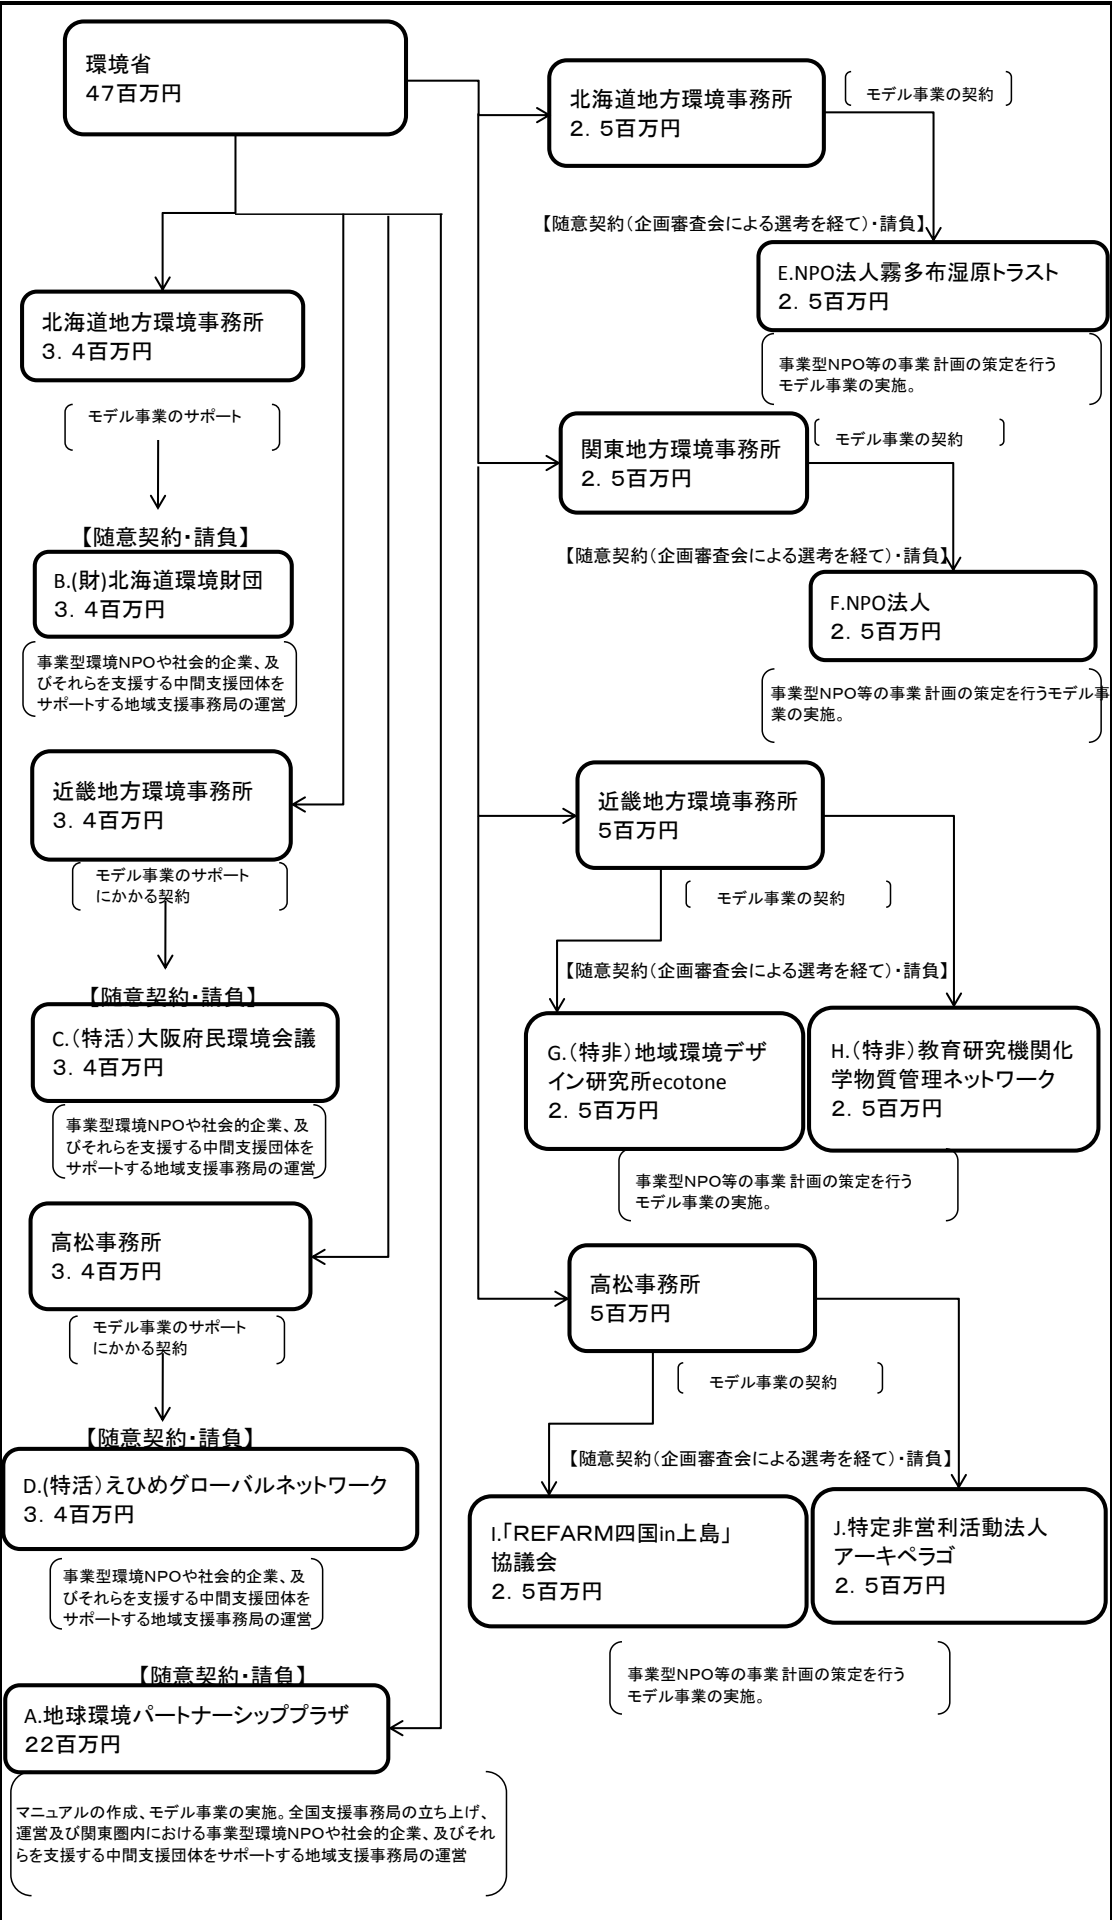 環境省
47百万円
北海道地方環境事務所
3．4百万円
モデル事業のサポート
【随意契約・請負】
B.(財)北海道環境財団
3．4百万円
事業型環境NPOや社会的企業、及
びそれらを支援する中間支援団体を
サポートする地域支援事務局の運営
近畿地方環境事務所
3．4百万円
モデル事業のサポート
にかかる契約
【随意契約・請負】
C.（特活）大阪府民環境会議
3．4百万円
事業型環境NPOや社会的企業、及
びそれらを支援する中間支援団体を
サポートする地域支援事務局の運営
高松事務所
3．4百万円
モデル事業のサポート
にかかる契約
【随意契約・請負】
D.(特活）えひめグローバルネットワーク
3．4百万円
事業型環境NPOや社会的企業、及
びそれらを支援する中間支援団体を
サポートする地域支援事務局の運営
【随意契約・請負】
A.地球環境パートナーシッププラザ
22百万円
マニュアルの作成、モデル事業の実施。全国支援事務局の立ち上げ、
運営及び関東圏内における事業型環境NPOや社会的企業、及びそれ
らを支援する中間支援団体をサポートする地域支援事務局の運営
北海道地方環境事務所
2．5百万円
モデル事業の契約
【随意契約（企画審査会による選考を経て）・請負】
E.NPO法人霧多布湿原トラスト
2．5百万円
事業型NPO等の事業計画の策定を行う
モデル事業の実施。
関東地方環境事務所
2．5百万円
モデル事業の契約
【随意契約（企画審査会による選考を経て）・請負】
F.NPO法人
2．5百万円
事業型NPO等の事業計画の策定を行うモデル事
業の実施。
近畿地方環境事務所
5百万円
モデル事業の契約
【随意契約（企画審査会による選考を経て）・請負】
G.（特非）地域環境デザ
イン研究所ecotone
2．5百万円
H.（特非）教育研究機関化
学物質管理ネットワーク
2．5百万円
事業型NPO等の事業計画の策定を行う
モデル事業の実施。
高松事務所
5百万円
モデル事業の契約
【随意契約（企画審査会による選考を経て）・請負】
I.「REFARM四国in上島」
協議会
2．5百万円
J.特定非営利活動法人
アーキペラゴ
2．5百万円
事業型NPO等の事業計画の策定を行う
モデル事業の実施。